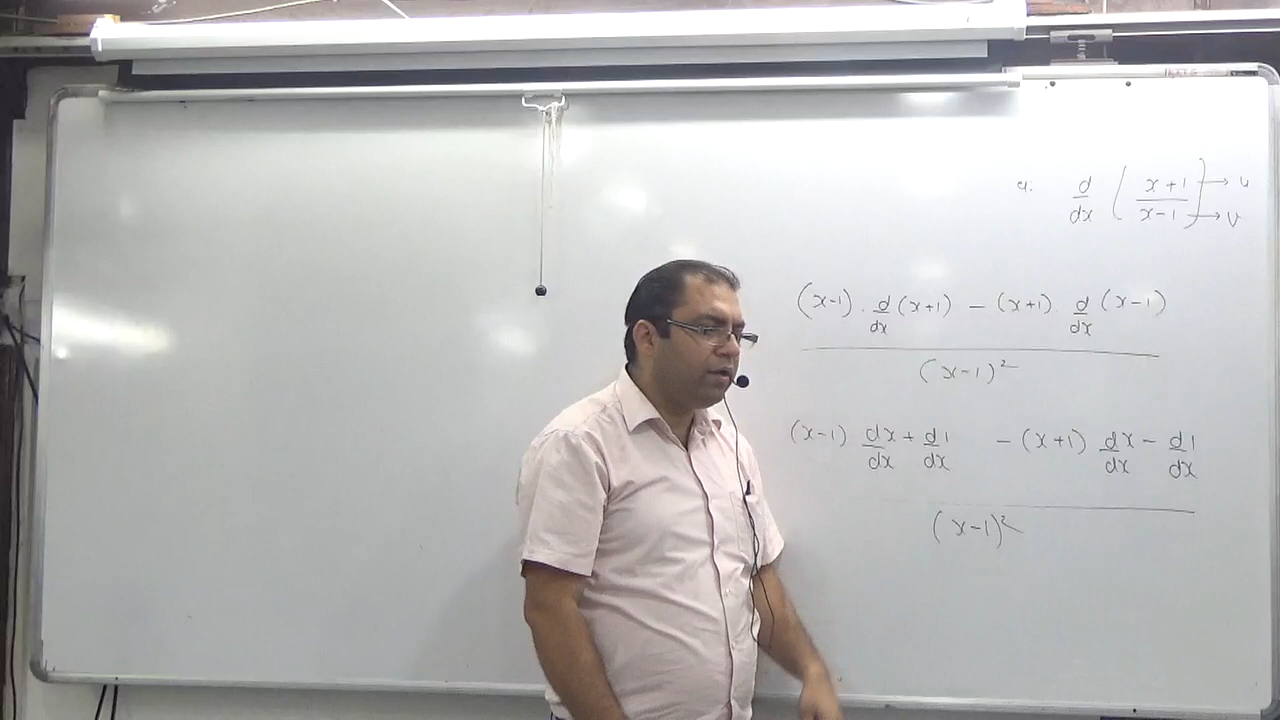 a. d/dx ( x+1 / x-1 ) → u → v
(x-1) . d/dx (x+1) - (x+1) . d/dx (x-1)
(x-1)²
(x-1) dx/dx + d1/dx - (x+1) dx/dx - d1/dx
(x-1)²